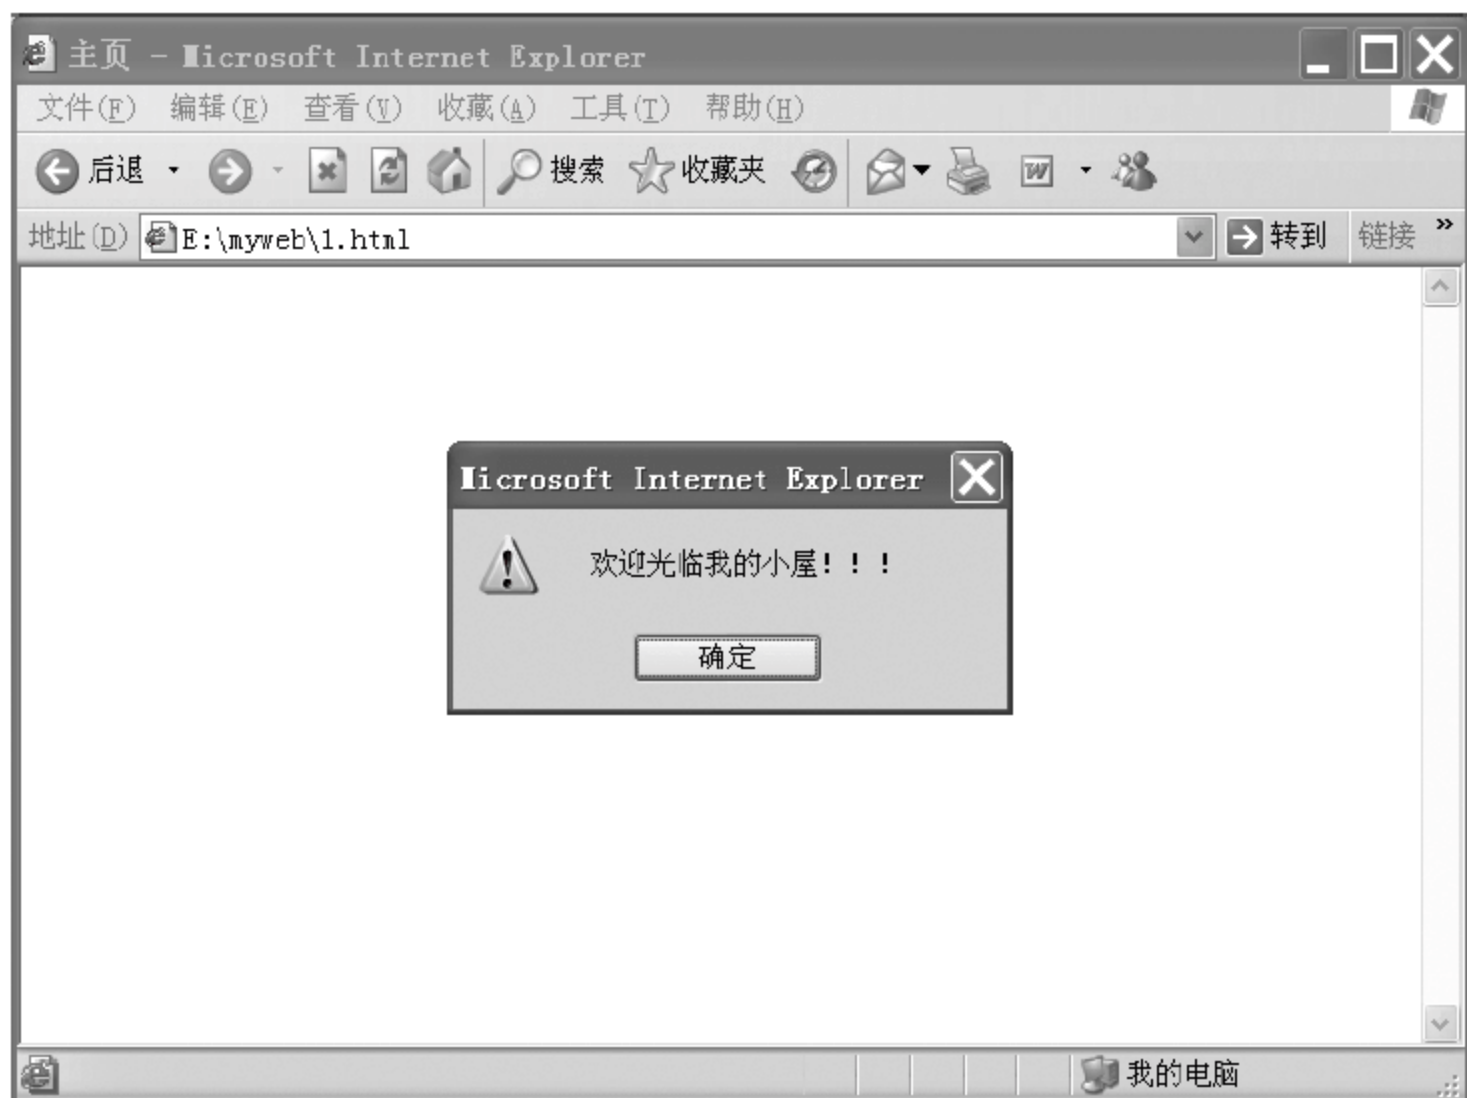 主页 - Microsoft Internet Explorer
文件(F) 编辑(E) 查看(V) 收藏(A) 工具(T) 帮助(H)
后退 搜索 收藏夹 W
地址(D) E:\myweb\1.html 转到 链接 »
Microsoft Internet Explorer
欢迎光临我的小屋！！！
确定
我的电脑